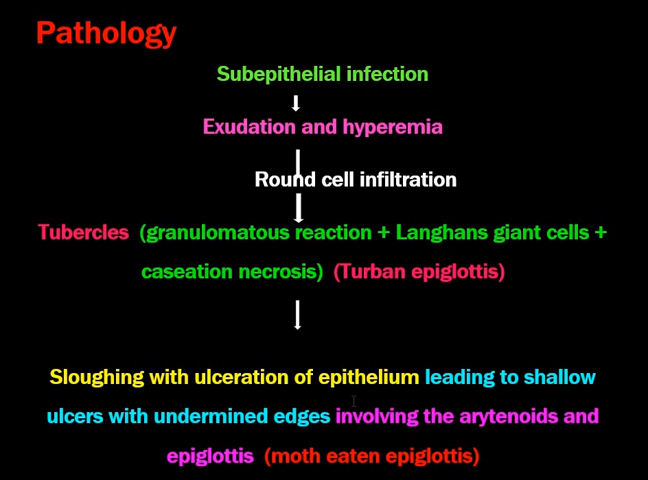 Pathology
Subepithelial infection
Exudation and hyperemia
Round cell infiltration
Tubercles (granulomatous reaction + Langhans giant cells +
caseation necrosis) (Turban epiglottis)
Sloughing with ulceration of epithelium leading to shallow
ulcers with undermined edges involving the arytenoids and
epiglottis (moth eaten epiglottis)